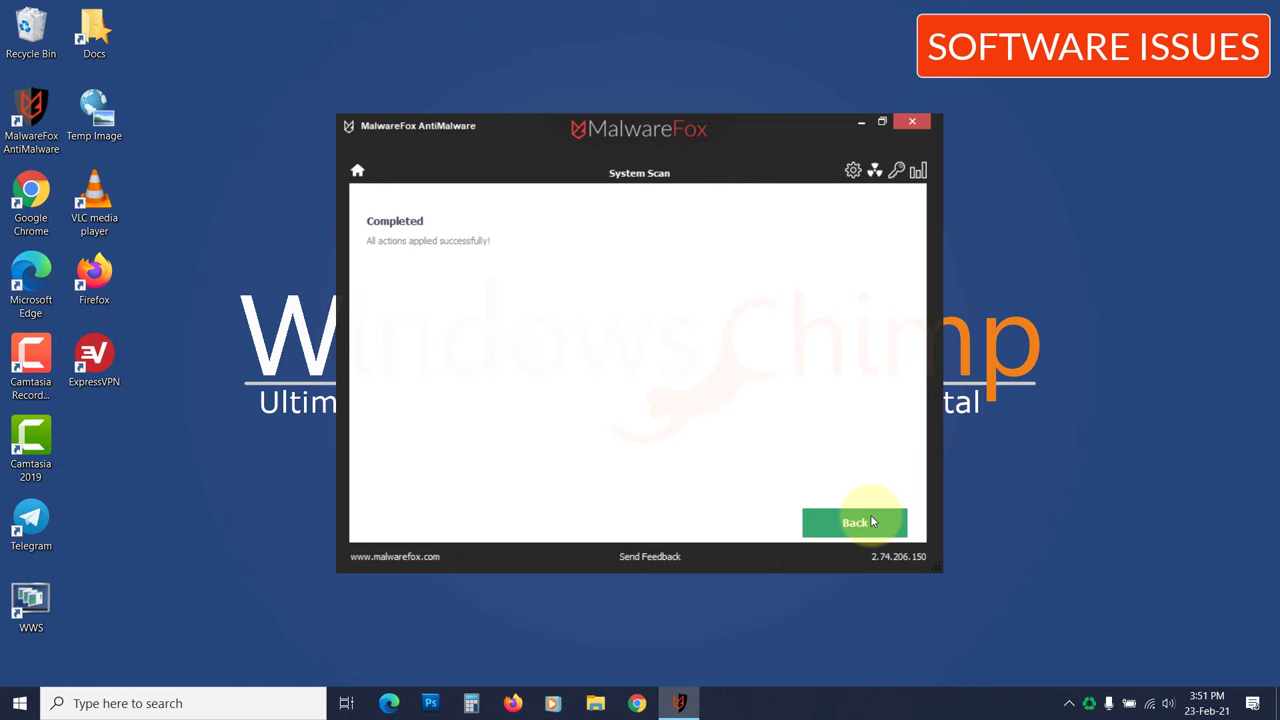 SOFTWARE ISSUES
Recycle Bin
Docs
MalwareFox
AntiMalware
Temp Image
Google
Chrome
VLC media
player
Microsoft
Edge
Firefox
Camtasia
Record...
ExpressVPN
Camtasia
2019
Telegram
WWS
MalwareFox AntiMalware
MalwareFox
System Scan
Completed
All actions applied successfully!
WindowsChimp
Ultim
tal
Back
www.malwarefox.com
Send Feedback
2.74.206.150
Type here to search
Ps
3:51 PM
23-Feb-21